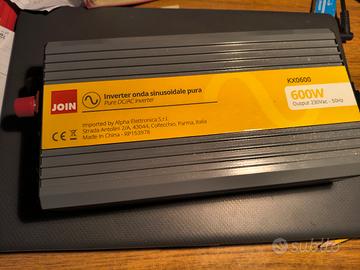 JOIN
Inverter onda sinusoidale pura
Pure DC/AC inverter
KX0600
600W
Output 230Vac - 50Hz
Imported by Alpha Elettronica S.r.l.
Strada Antolini 2/A, 43044, Collecchio, Parma, Italia
Made In China - RP153978
CE
subito